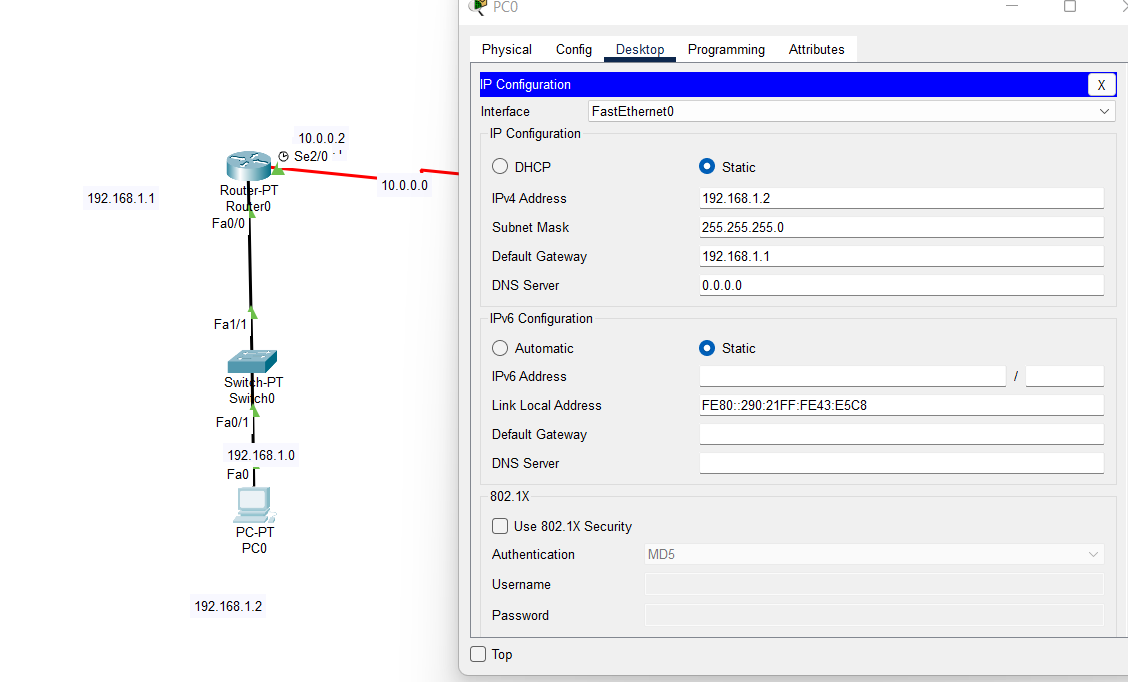 PC0
Physical Config Desktop Programming Attributes
IP Configuration X
Interface FastEthernet0
IP Configuration
DHCP Static
IPv4 Address 192.168.1.2
Subnet Mask 255.255.255.0
Default Gateway 192.168.1.1
DNS Server 0.0.0.0
IPv6 Configuration
Automatic Static
IPv6 Address /
Link Local Address FE80::290:21FF:FE43:E5C8
Default Gateway
DNS Server
802.1X
Use 802.1X Security
Authentication MD5
Username
Password
Top
10.0.0.2
Se2/0
10.0.0.0
192.168.1.1
Router-PT
Router0
Fa0/0
Fa1/1
Switch-PT
Switch0
Fa0/1
192.168.1.0
Fa0
PC-PT
PC0
192.168.1.2